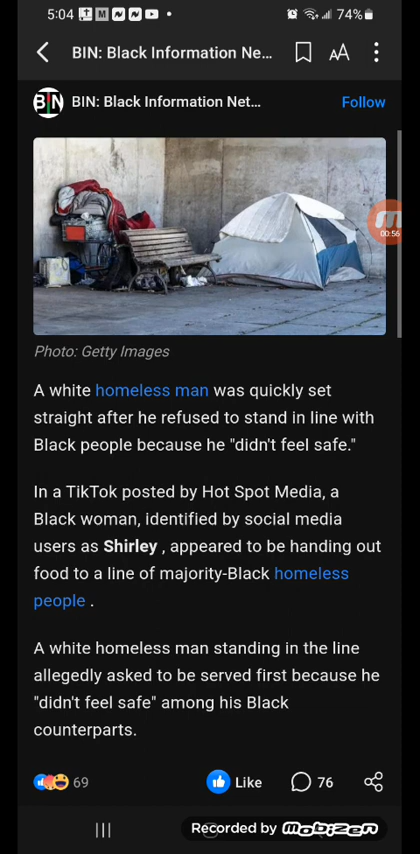 5:04
74%
BIN: Black Information Ne...
AA
BIN
BIN: Black Information Net...
Follow
00:56
Photo: Getty Images
A white homeless man was quickly set
straight after he refused to stand in line with
Black people because he "didn't feel safe."
In a TikTok posted by Hot Spot Media, a
Black woman, identified by social media
users as Shirley , appeared to be handing out
food to a line of majority-Black homeless
people .
A white homeless man standing in the line
allegedly asked to be served first because he
"didn't feel safe" among his Black
counterparts.
69
Like
76
Recorded by mobizen